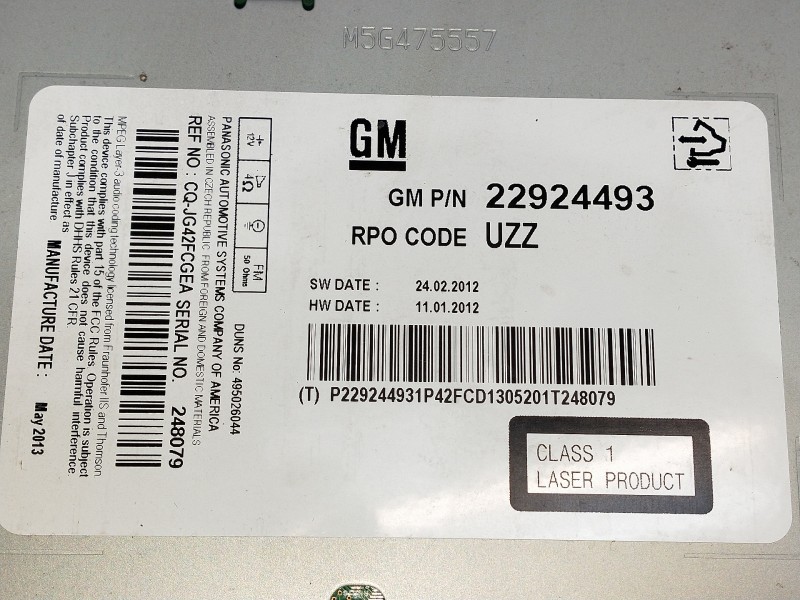 M5G475557
GM
GM P/N 22924493
RPO CODE UZZ
SW DATE : 24.02.2012
HW DATE : 11.01.2012
(T) P229244931P42FCD1305201T248079
CLASS 1
LASER PRODUCT
+
12V
4Ω
FM
50 Ohms
DUNS No: 495026044
PANASONIC AUTOMOTIVE SYSTEMS COMPANY OF AMERICA
ASSEMBLED IN CZECH REPUBLIC FROM FOREIGN AND DOMESTIC MATERIALS
REF NO : CQ-JG42FCGEA SERIAL NO. 248079
MPEG Layer-3 audio coding technology licensed from Fraunhofer IIS and Thomson
This device complies with part 15 of the FCC Rules. Operation is subject
to the condition that this device does not cause harmful interference.
Product complies with DHHS Rules 21 CFR,
Subchapter J in effect as
of date of manufacture
MANUFACTURE DATE : May 2013